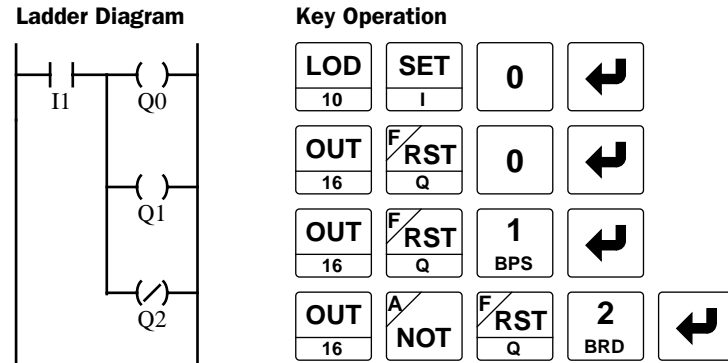 Ladder Diagram
Key Operation
I1
Q0
Q1
Q2
LOD
10
SET
I
0
OUT
16
F
RST
Q
0
OUT
16
F
RST
Q
1
BPS
OUT
16
A
NOT
F
RST
Q
2
BRD